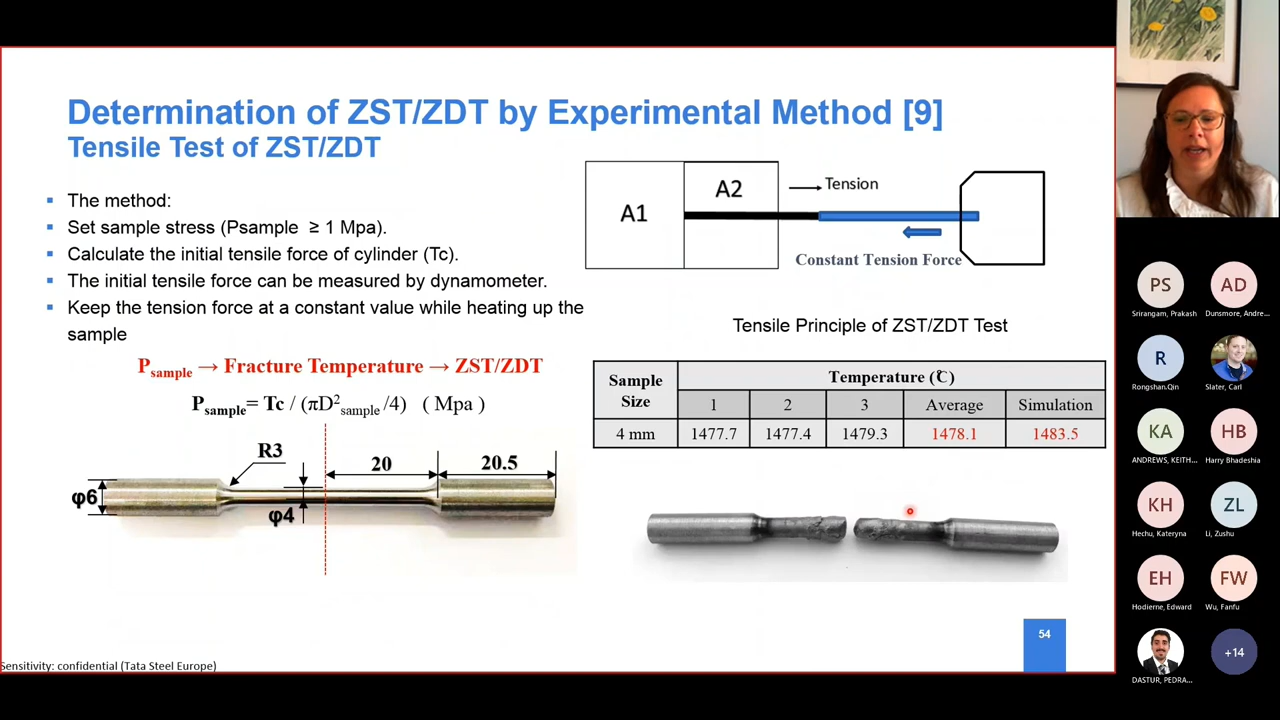 Determination of ZST/ZDT by Experimental Method [9]
Tensile Test of ZST/ZDT
▪ The method:
▪ Set sample stress (Psample ≥ 1 Mpa).
▪ Calculate the initial tensile force of cylinder (Tc).
▪ The initial tensile force can be measured by dynamometer.
▪ Keep the tension force at a constant value while heating up the
sample
Psample → Fracture Temperature → ZST/ZDT
Psample= Tc / (πD²sample /4) ( Mpa )
R3
20
20.5
φ6
φ4
A1
A2
Tension
Constant Tension Force
Tensile Principle of ZST/ZDT Test
Sample Size
Temperature (℃)
1 2 3 Average Simulation
4 mm 1477.7 1477.4 1479.3 1478.1 1483.5
54
Sensitivity: confidential (Tata Steel Europe)
PS
AD
Srirangam, Prakash
Dunsmore, Andre...
R
Rongshan.Qin
Slater, Carl
KA
HB
ANDREWS, KEITH...
Harry Bhadeshia
KH
ZL
Hechu, Kateryna
Li, Zushu
EH
FW
Hodierne, Edward
Wu, Fanfu
+14
DASTUR, PEDRA...